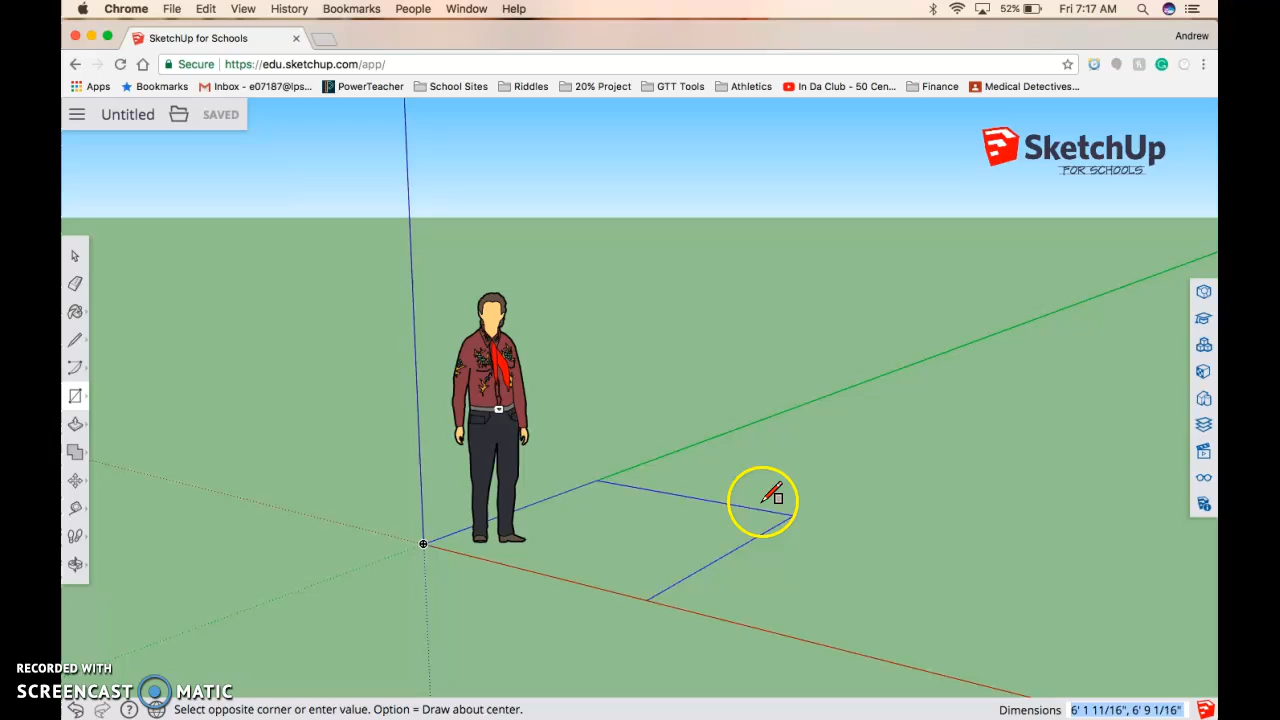 Chrome File Edit View History Bookmarks People Window Help 52% Fri 7:17 AM
SketchUp for Schools Andrew
Secure https://edu.sketchup.com/app/
Apps Bookmarks Inbox - e07187@lps... PowerTeacher School Sites Riddles 20% Project GTT Tools Athletics In Da Club - 50 Cen... Finance Medical Detectives...
Untitled SAVED
SketchUp
FOR SCHOOLS
RECORDED WITH
SCREENCAST MATIC
Select opposite corner or enter value. Option = Draw about center. Dimensions 6' 1 11/16", 6' 9 1/16"